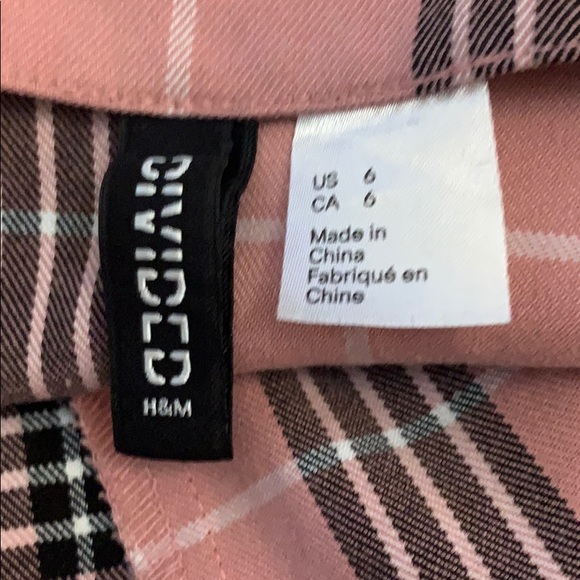 DIVIDED
H&M
US 6
CA 6
Made in
China
Fabriqué en
Chine